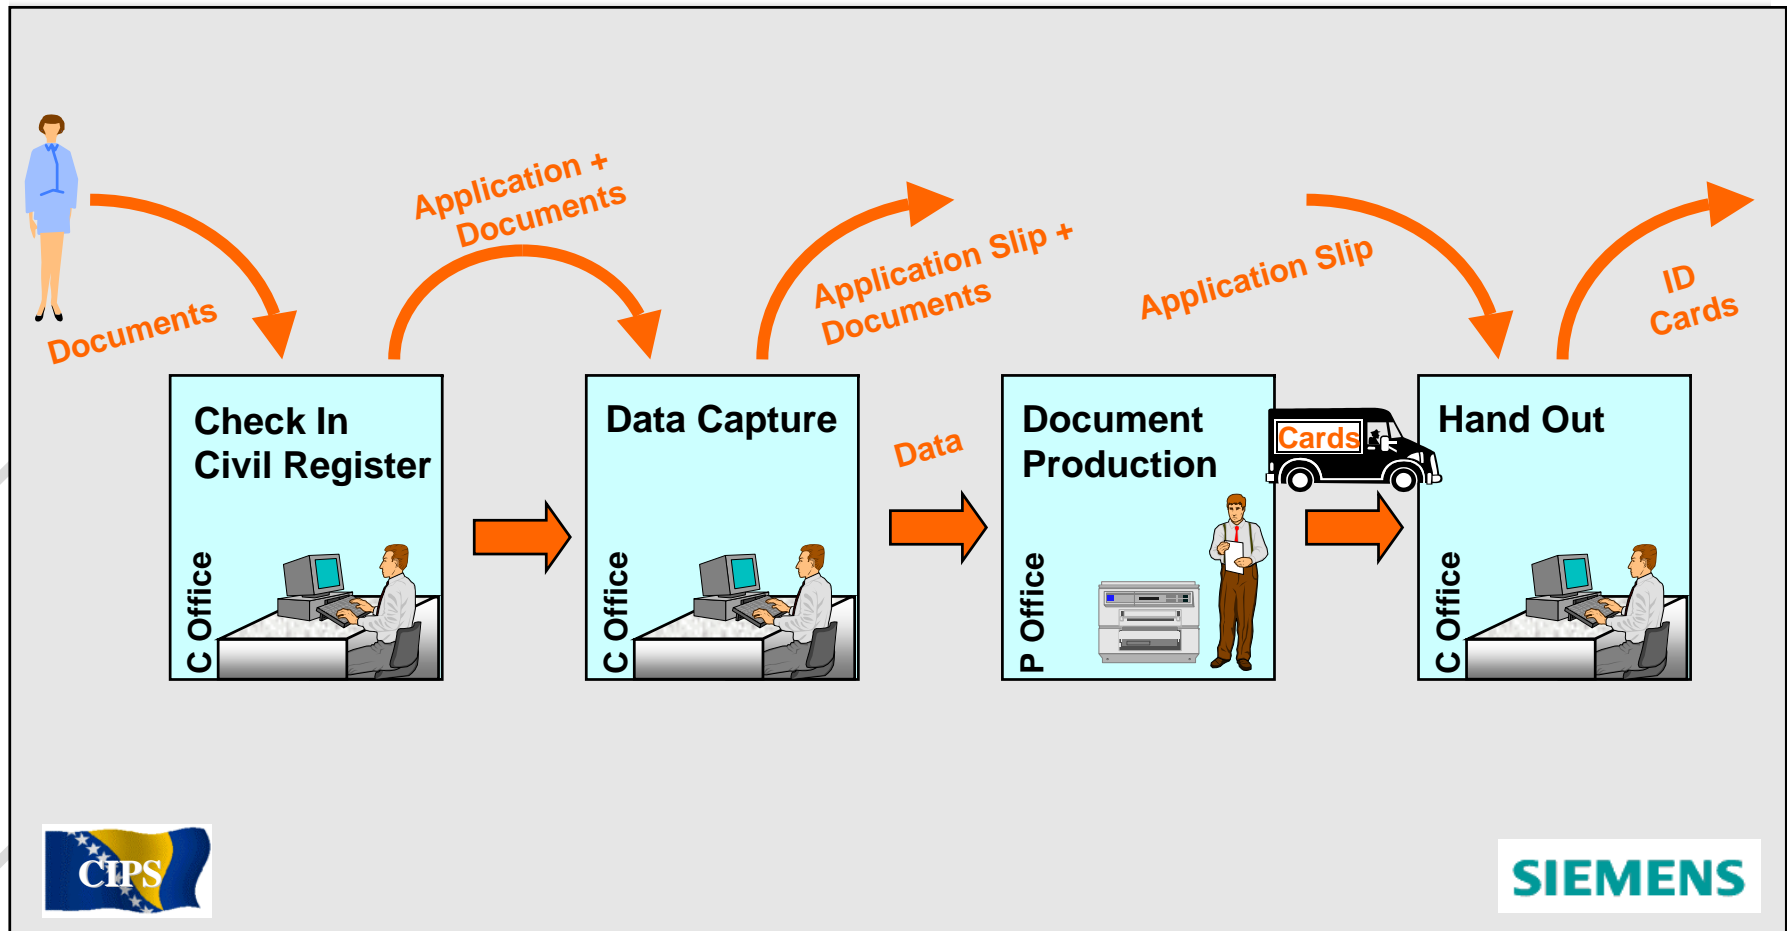 Application +
Documents
Documents
Application Slip +
Documents
Application Slip
ID
Cards
Check In
Civil Register
C Office
Data Capture
C Office
Data
Document
Production
P Office
Cards
Hand Out
C Office
CIPS
SIEMENS